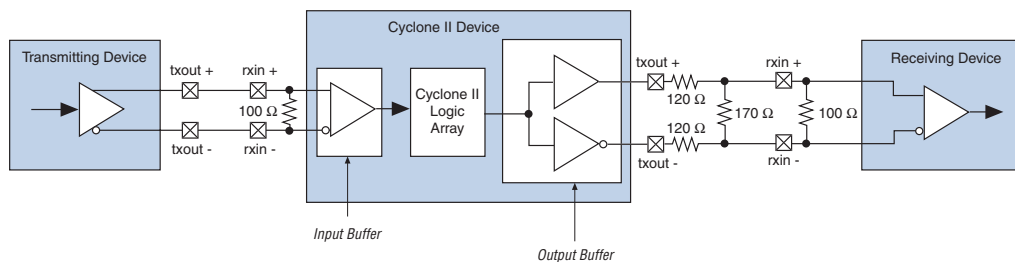 Cyclone II Device
Transmitting Device
txout +
rxin +
100 Ω
txout -
rxin -
Cyclone II
Logic
Array
txout +
120 Ω
120 Ω
txout -
170 Ω
rxin +
100 Ω
rxin -
Receiving Device
Input Buffer
Output Buffer